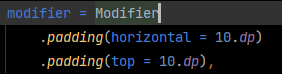 modifier = Modifier
.padding(horizontal = 10.dp)
.padding(top = 10.dp),